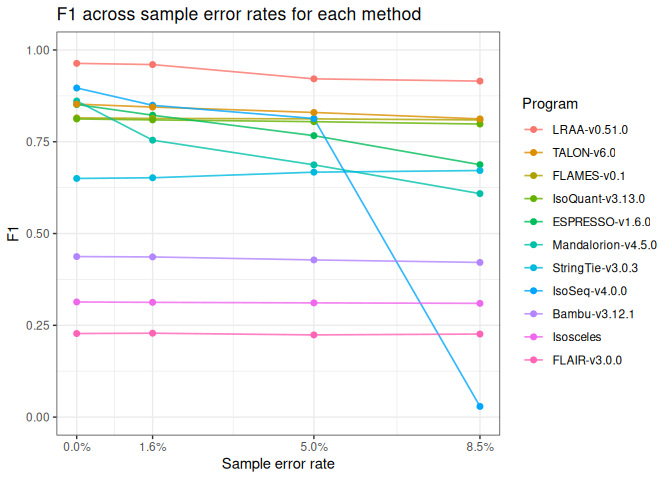 F1 across sample error rates for each method
1.00
0.75
0.50
0.25
0.00
F1
0.0%
1.6%
5.0%
8.5%
Sample error rate
Program
LRAA-v0.51.0
TALON-v6.0
FLAMES-v0.1
IsoQuant-v3.13.0
ESPRESSO-v1.6.0
Mandalorion-v4.5.0
StringTie-v3.0.3
IsoSeq-v4.0.0
Bambu-v3.12.1
Isosceles
FLAIR-v3.0.0